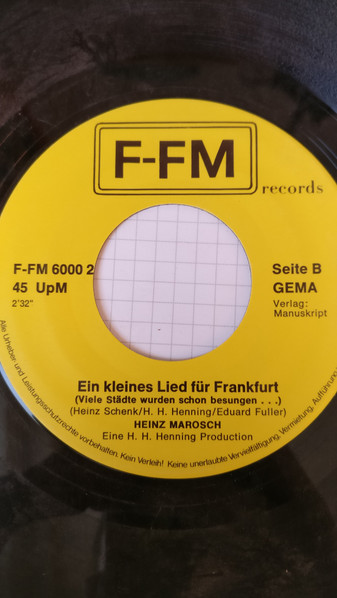 F-FM
records
F-FM 6000 2
45 UpM
2'32"
Seite B
GEMA
Verlag:
Manuskript
Ein kleines Lied für Frankfurt
(Viele Städte wurden schon besungen . . .)
(Heinz Schenk/H. H. Henning/Eduard Fuller)
HEINZ MAROSCH
Eine H. H. Henning Production
Alle Urheber und Leistungsschutzrechte vorbehalten. Kein Verleih! Keine unerlaubte Vervielfältigung, Vermietung, Aufführung,